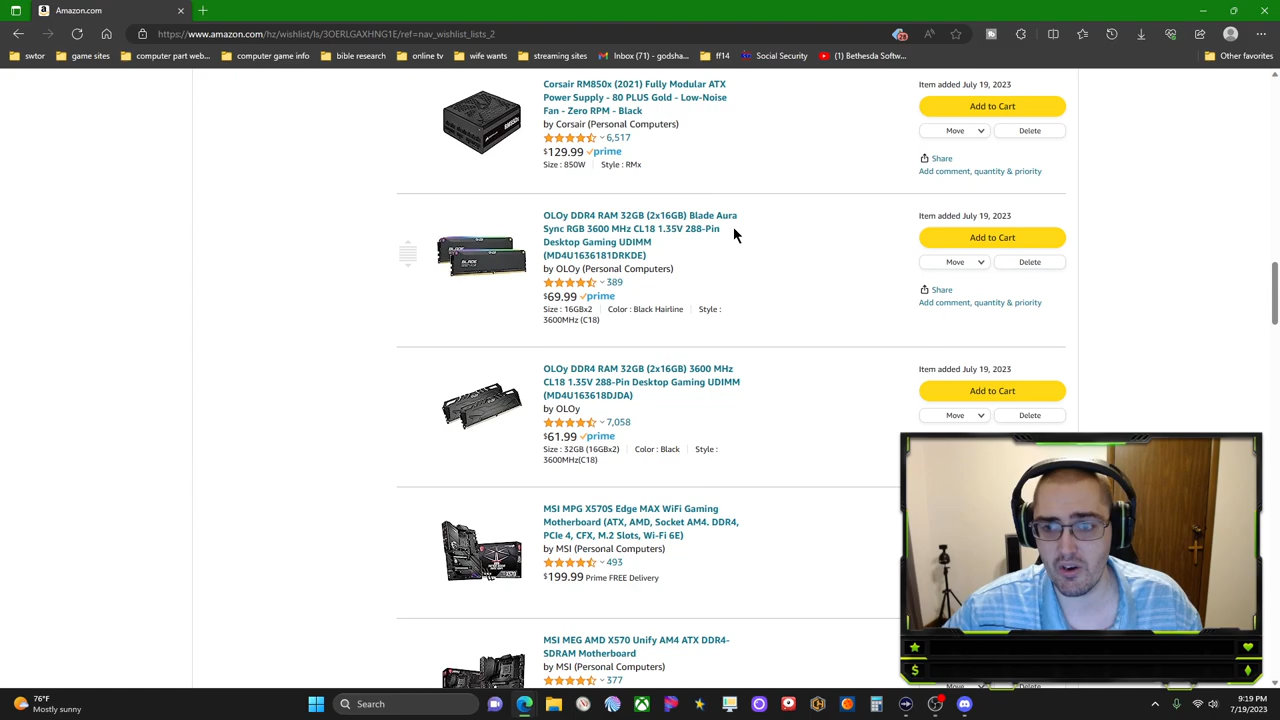 Amazon.com
https://www.amazon.com/hz/wishlist/ls/3OERLGAXHNG1E/ref=nav_wishlist_lists_2
swtor
game sites
computer part web...
computer game info
online tv
wife wants
streaming sites
bible research
Inbox (71) - godsha...
ff14
Social Security
(1) Bethesda Softw...
Other favorites
Corsair RM850x (2021) Fully Modular ATX
Power Supply - 80 PLUS Gold - Low-Noise
Fan - Zero RPM - Black
by Corsair (Personal Computers)
6,517
$129.99 prime
Size : 850W Style : RMx
Item added July 19, 2023
Add to Cart
Move
Delete
Share
Add comment, quantity & priority
OLOy DDR4 RAM 32GB (2x16GB) Blade Aura
Sync RGB 3600 MHz CL18 1.35V 288-Pin
Desktop Gaming UDIMM
(MD4U1636181DRKDE)
by OLOy (Personal Computers)
389
$69.99 prime
Size : 16GBx2 Color : Black Hairline Style :
3600MHz (C18)
Item added July 19, 2023
Add to Cart
Move
Delete
Share
Add comment, quantity & priority
OLOy DDR4 RAM 32GB (2x16GB) 3600 MHz
CL18 1.35V 288-Pin Desktop Gaming UDIMM
(MD4U163618DJDA)
by OLOy
7,058
$61.99 prime
Size : 32GB (16GBx2) Color : Black Style :
3600MHz(C18)
Item added July 19, 2023
Add to Cart
Move
Delete
MSI MPG X570S Edge MAX WiFi Gaming
Motherboard (ATX, AMD, Socket AM4. DDR4,
PCIe 4, CFX, M.2 Slots, Wi-Fi 6E)
by MSI (Personal Computers)
493
$199.99 Prime FREE Delivery
MSI MEG AMD X570 Unify AM4 ATX DDR4-
SDRAM Motherboard
by MSI (Personal Computers)
377
76°F
Mostly sunny
Search
9:19 PM
7/19/2023